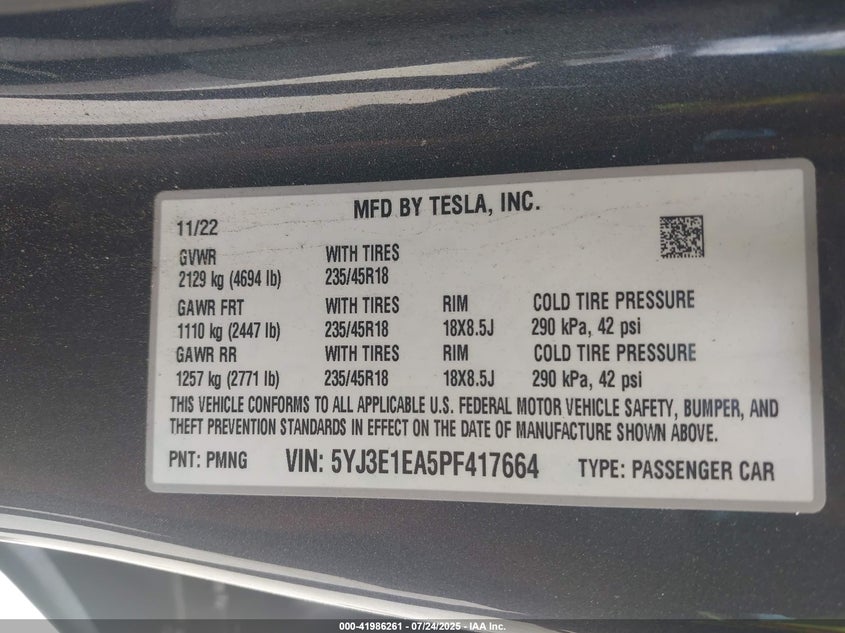 MFD BY TESLA, INC.
11/22
GVWR WITH TIRES
2129 kg (4694 lb) 235/45R18
GAWR FRT WITH TIRES RIM COLD TIRE PRESSURE
1110 kg (2447 lb) 235/45R18 18X8.5J 290 kPa, 42 psi
GAWR RR WITH TIRES RIM COLD TIRE PRESSURE
1257 kg (2771 lb) 235/45R18 18X8.5J 290 kPa, 42 psi
THIS VEHICLE CONFORMS TO ALL APPLICABLE U.S. FEDERAL MOTOR VEHICLE SAFETY, BUMPER, AND
THEFT PREVENTION STANDARDS IN EFFECT ON THE DATE OF MANUFACTURE SHOWN ABOVE.
PNT: PMNG VIN: 5YJ3E1EA5PF417664 TYPE: PASSENGER CAR
000-41986261 - 07/24/2025 - IAA Inc.